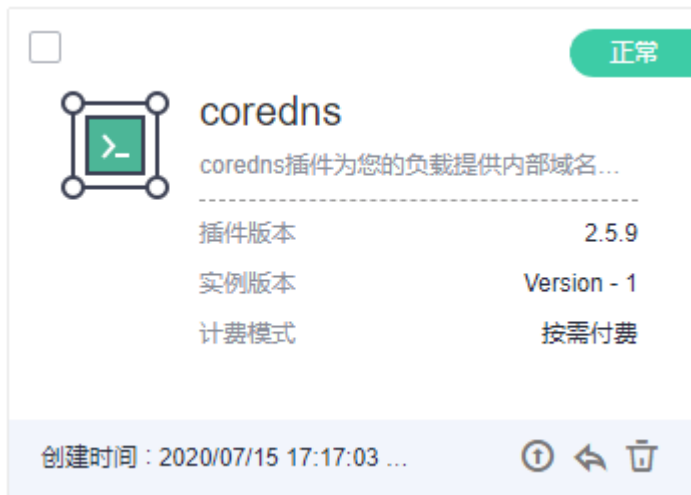 正常
coredns
coredns插件为您的负载提供内部域名...
插件版本 2.5.9
实例版本 Version - 1
计费模式 按需付费
创建时间：2020/07/15 17:17:03 ...